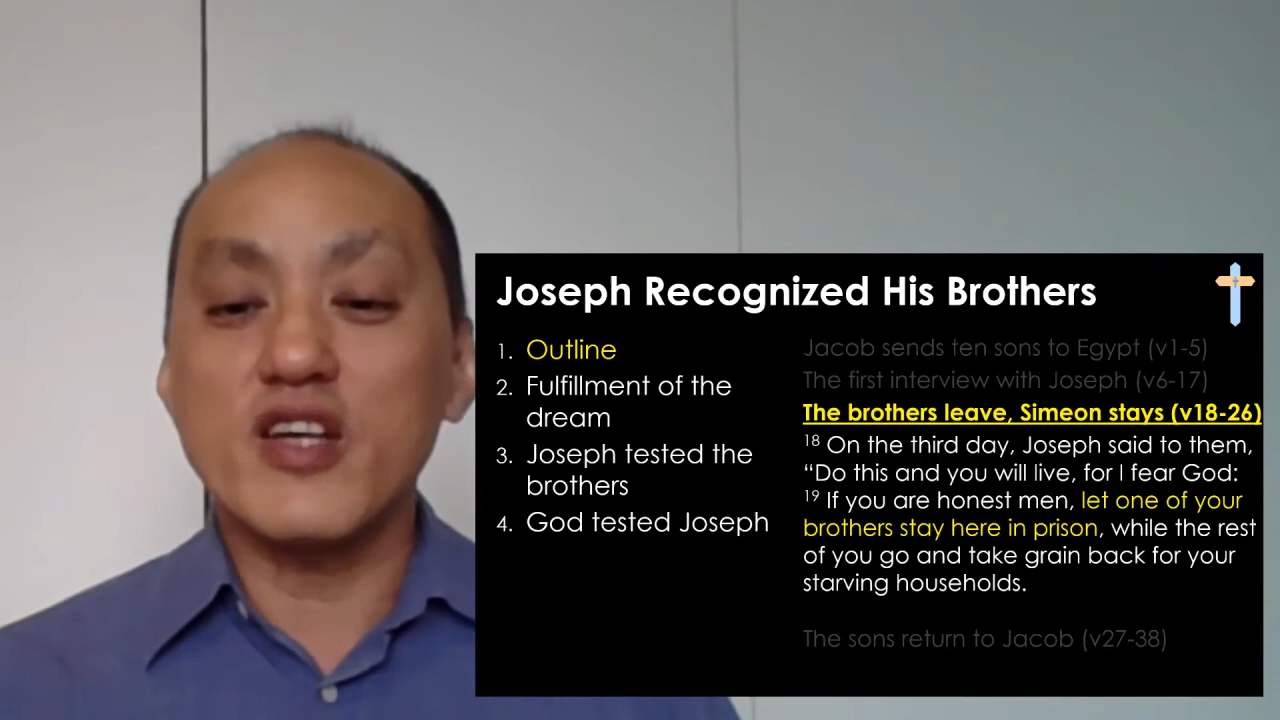 Joseph Recognized His Brothers
1. Outline
2. Fulfillment of the
dream
3. Joseph tested the
brothers
4. God tested Joseph
Jacob sends ten sons to Egypt (v1-5)
The first interview with Joseph (v6-17)
The brothers leave, Simeon stays (v18-26)
18 On the third day, Joseph said to them,
“Do this and you will live, for I fear God:
19 If you are honest men, let one of your
brothers stay here in prison, while the rest
of you go and take grain back for your
starving households.
The sons return to Jacob (v27-38)